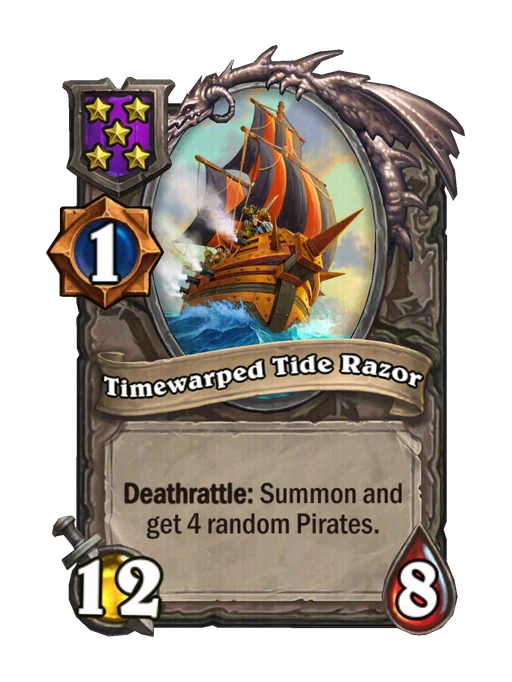 1
Timewarped Tide Razor
Deathrattle: Summon and
get 4 random Pirates.
12
8